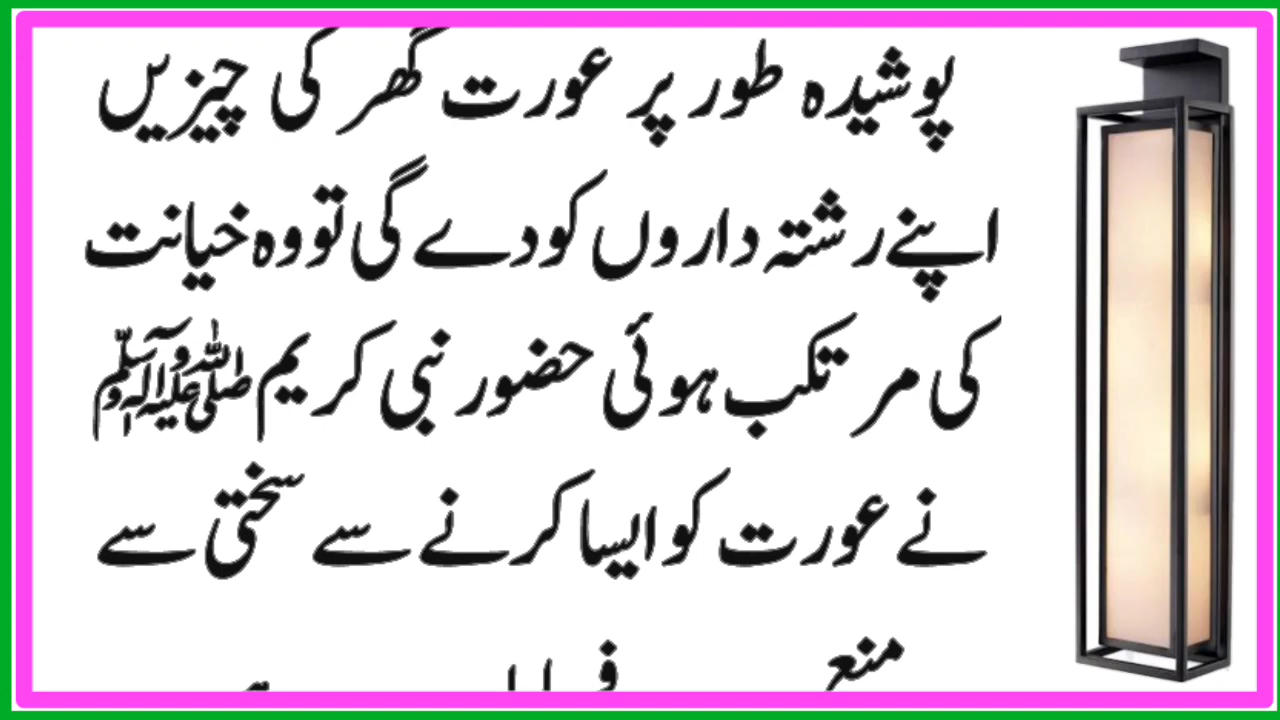 پوشیدہ طور پر عورت گھر کی چیزیں
اپنے رشتہ داروں کو دے گی تو وہ خیانت
کی مرتکب ہوئی حضور نبی کریم ﷺ
نے عورت کو ایسا کرنے سے سختی سے
منع